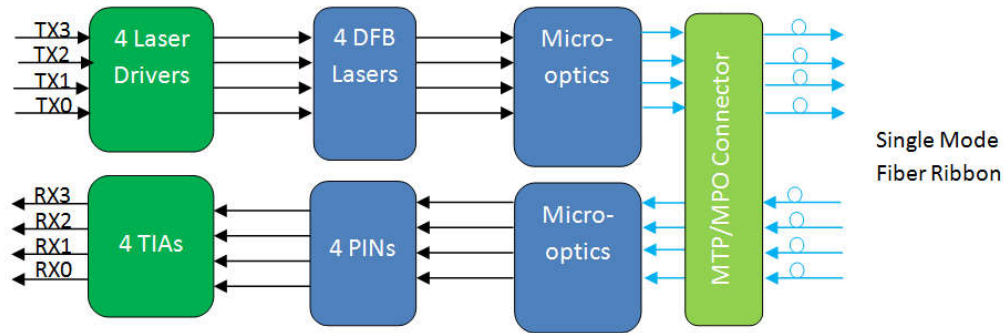 TX3
TX2
TX1
TX0
4 Laser
Drivers
4 DFB
Lasers
Micro-
optics
MTP/MPO Connector
Single Mode
Fiber Ribbon
RX3
RX2
RX1
RX0
4 TIAs
4 PINs
Micro-
optics